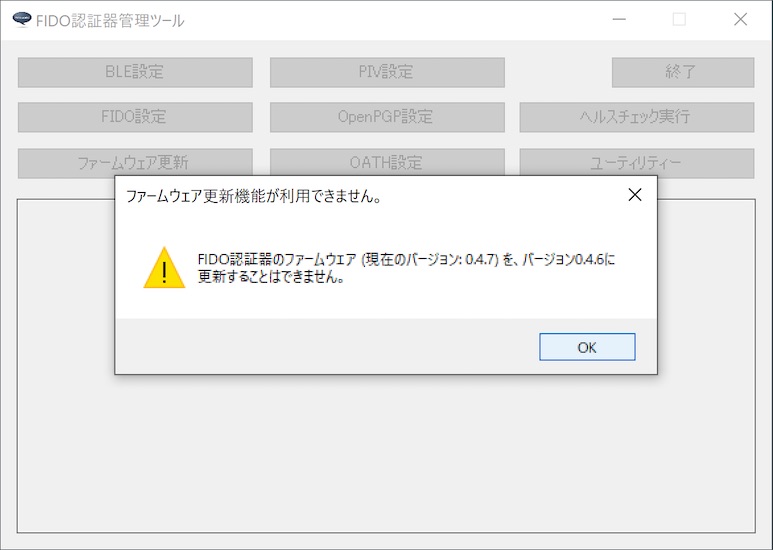 FIDO認証器管理ツール
BLE設定
PIV設定
終了
FIDO設定
OpenPGP設定
ヘルスチェック実行
ファームウェア更新
OATH設定
ユーティリティー
ファームウェア更新機能が利用できません。
FIDO認証器のファームウェア (現在のバージョン: 0.4.7) を、バージョン0.4.6に
更新することはできません。
OK